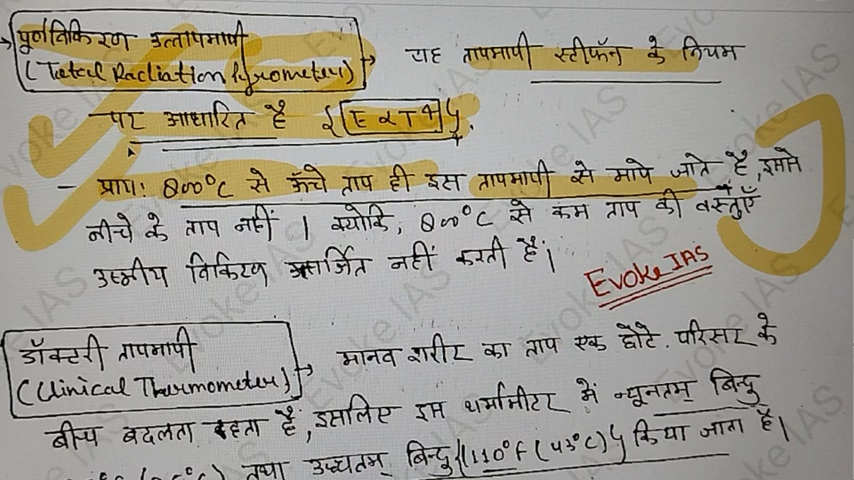 पूर्णविकिरण उत्तापमापी
(Total Radiation Pyrometer) → यह तापमापी स्टीफॅन के नियम
पर आधारित है {[E ∝ T⁴]}.
- प्रायः 800°C से ऊँचे ताप ही इस तापमापी से मापे जाते है, इससे
नीचे के ताप नहीं । क्योकि, 800°C से कम ताप की वस्तुएँ
उष्मीय विकिरण उत्सर्जित नहीं करती है।
Evoke IAS
डॉक्टरी तापमापी
(Clinical Thermometer) → मानव शरीर का ताप एक छोटे परिसर के
बीच बदलता रहता है, इसलिए इस थर्मामीटर में न्यूनतम् बिन्दु
तथा उच्चतम् बिन्दु {110°F (43°C)} किया जाता है।